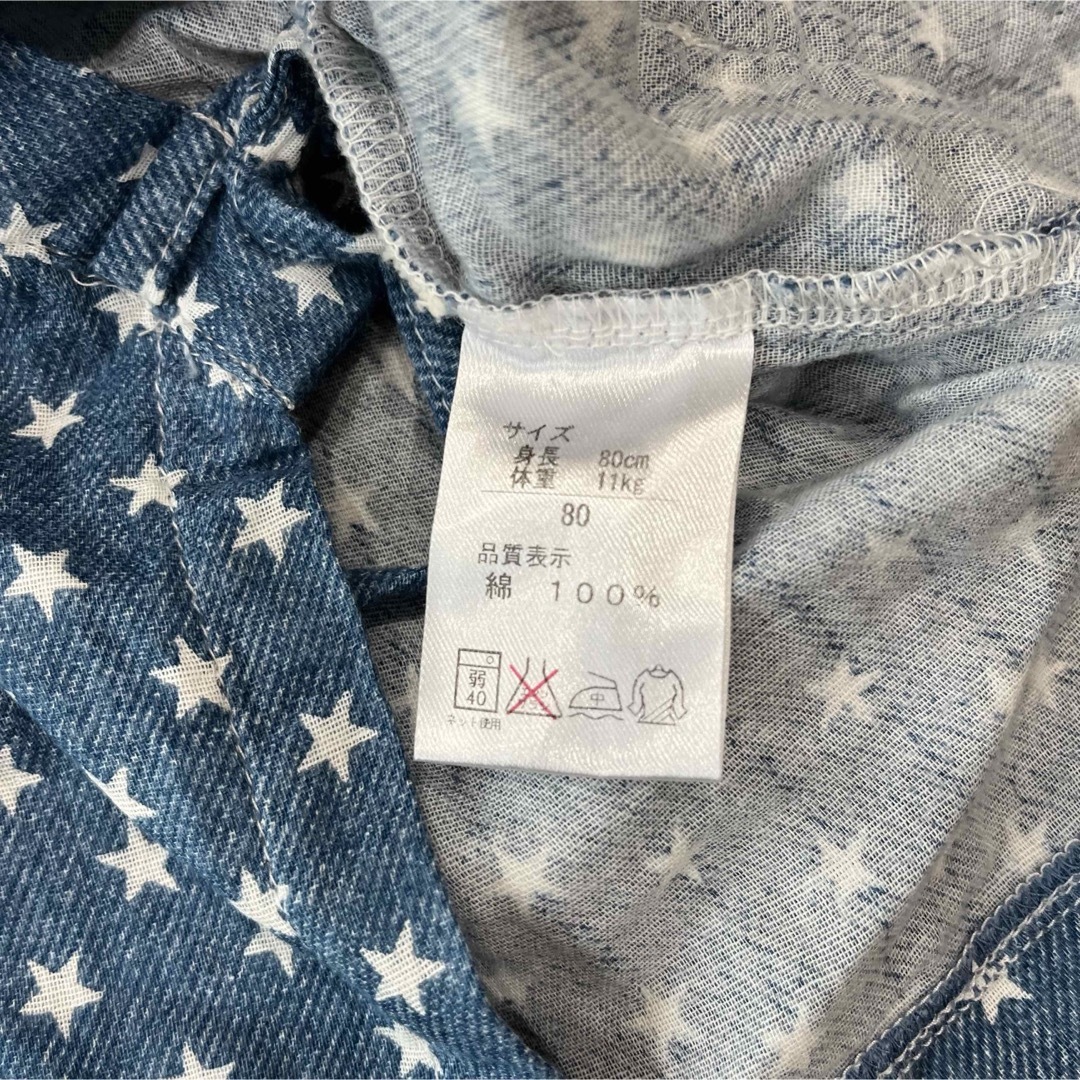 サイズ
身長 80cm
体重 11kg
80
品質表示
綿 １００％
弱
40
中
ネット使用